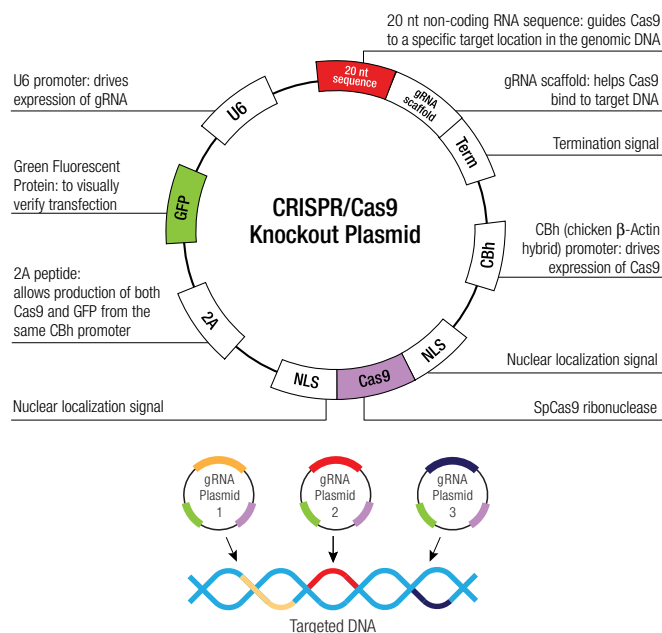 20 nt non-coding RNA sequence: guides Cas9
to a specific target location in the genomic DNA
U6 promoter: drives
expression of gRNA
gRNA scaffold: helps Cas9
bind to target DNA
Termination signal
Green Fluorescent
Protein: to visually
verify transfection
CBh (chicken β-Actin
hybrid) promoter: drives
expression of Cas9
2A peptide:
allows production of both
Cas9 and GFP from the
same CBh promoter
Nuclear localization signal
Nuclear localization signal
SpCas9 ribonuclease
20 nt
sequence
gRNA
scaffold
Term
CBh
NLS
Cas9
NLS
2A
GFP
U6
CRISPR/Cas9
Knockout Plasmid
gRNA
Plasmid
1
gRNA
Plasmid
2
gRNA
Plasmid
3
Targeted DNA